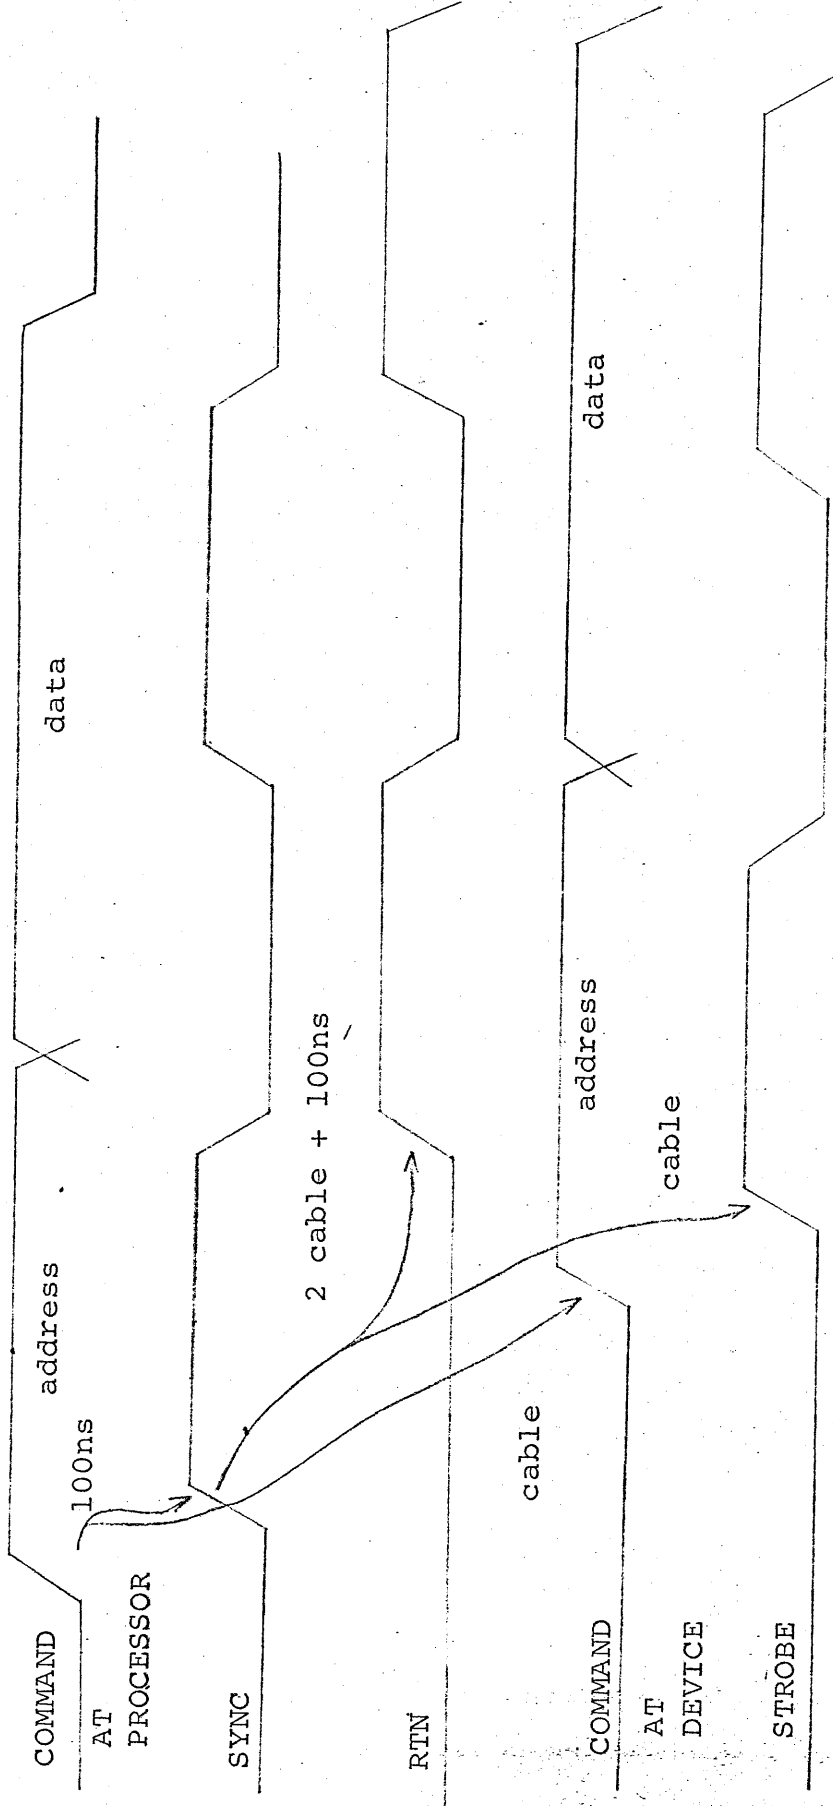 COMMAND
AT
PROCESSOR
100ns
address
data
SYNC
2 cable + 100ns
RTN
cable
COMMAND
AT
DEVICE
address
data
cable
STROBE